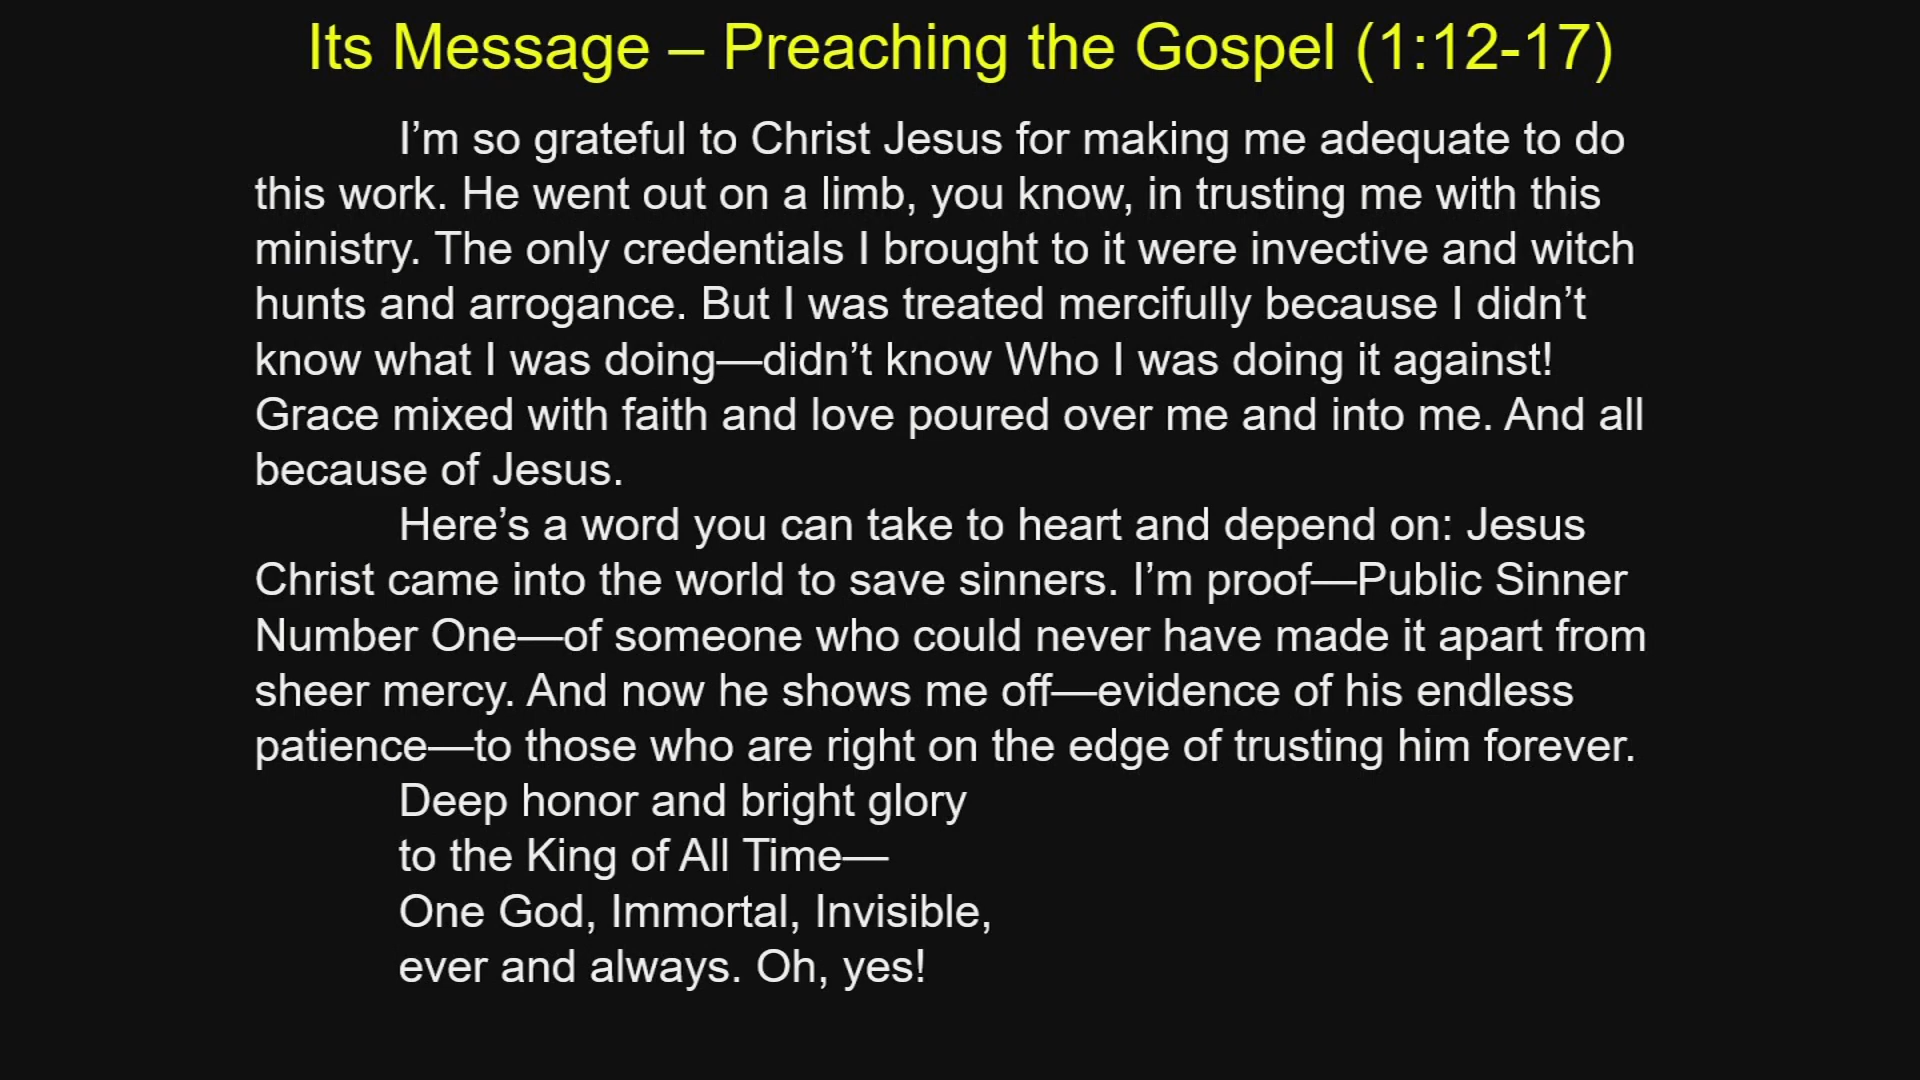 Its Message – Preaching the Gospel (1:12-17)
I’m so grateful to Christ Jesus for making me adequate to do
this work. He went out on a limb, you know, in trusting me with this
ministry. The only credentials I brought to it were invective and witch
hunts and arrogance. But I was treated mercifully because I didn’t
know what I was doing—didn’t know Who I was doing it against!
Grace mixed with faith and love poured over me and into me. And all
because of Jesus.
Here’s a word you can take to heart and depend on: Jesus
Christ came into the world to save sinners. I’m proof—Public Sinner
Number One—of someone who could never have made it apart from
sheer mercy. And now he shows me off—evidence of his endless
patience—to those who are right on the edge of trusting him forever.
Deep honor and bright glory
to the King of All Time—
One God, Immortal, Invisible,
ever and always. Oh, yes!